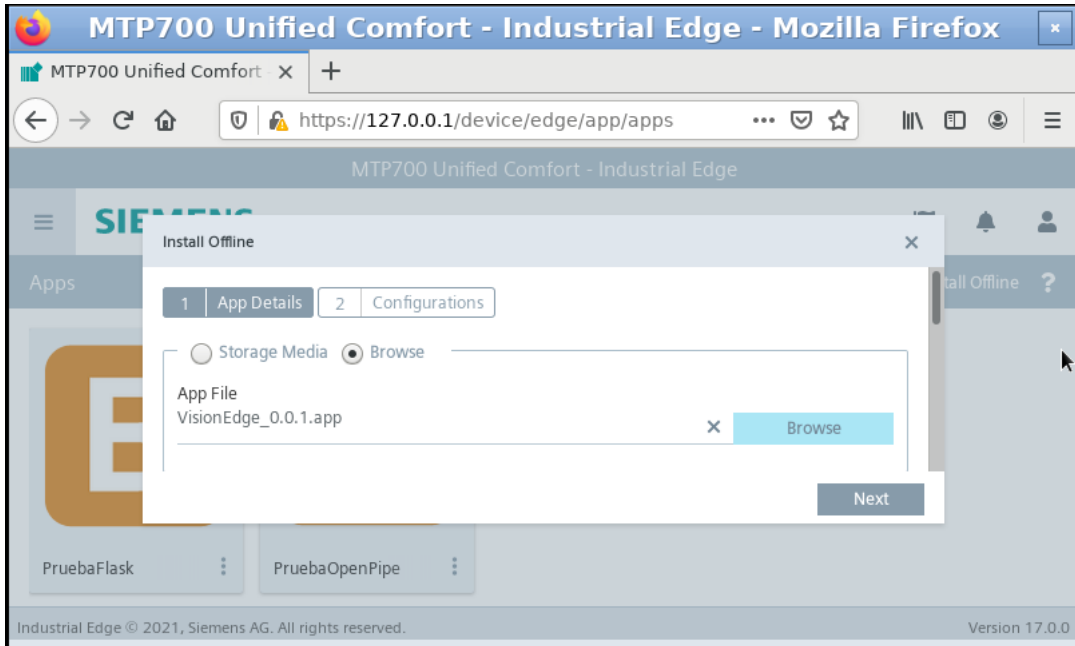 MTP700 Unified Comfort - Industrial Edge - Mozilla Firefox
MTP700 Unified Comfort
https://127.0.0.1/device/edge/app/apps
MTP700 Unified Comfort - Industrial Edge
Install Offline
Apps
tall Offline ?
1 App Details 2 Configurations
Storage Media Browse
App File
VisionEdge_0.0.1.app
Browse
Next
PruebaFlask
PruebaOpenPipe
Industrial Edge © 2021, Siemens AG. All rights reserved.
Version 17.0.0